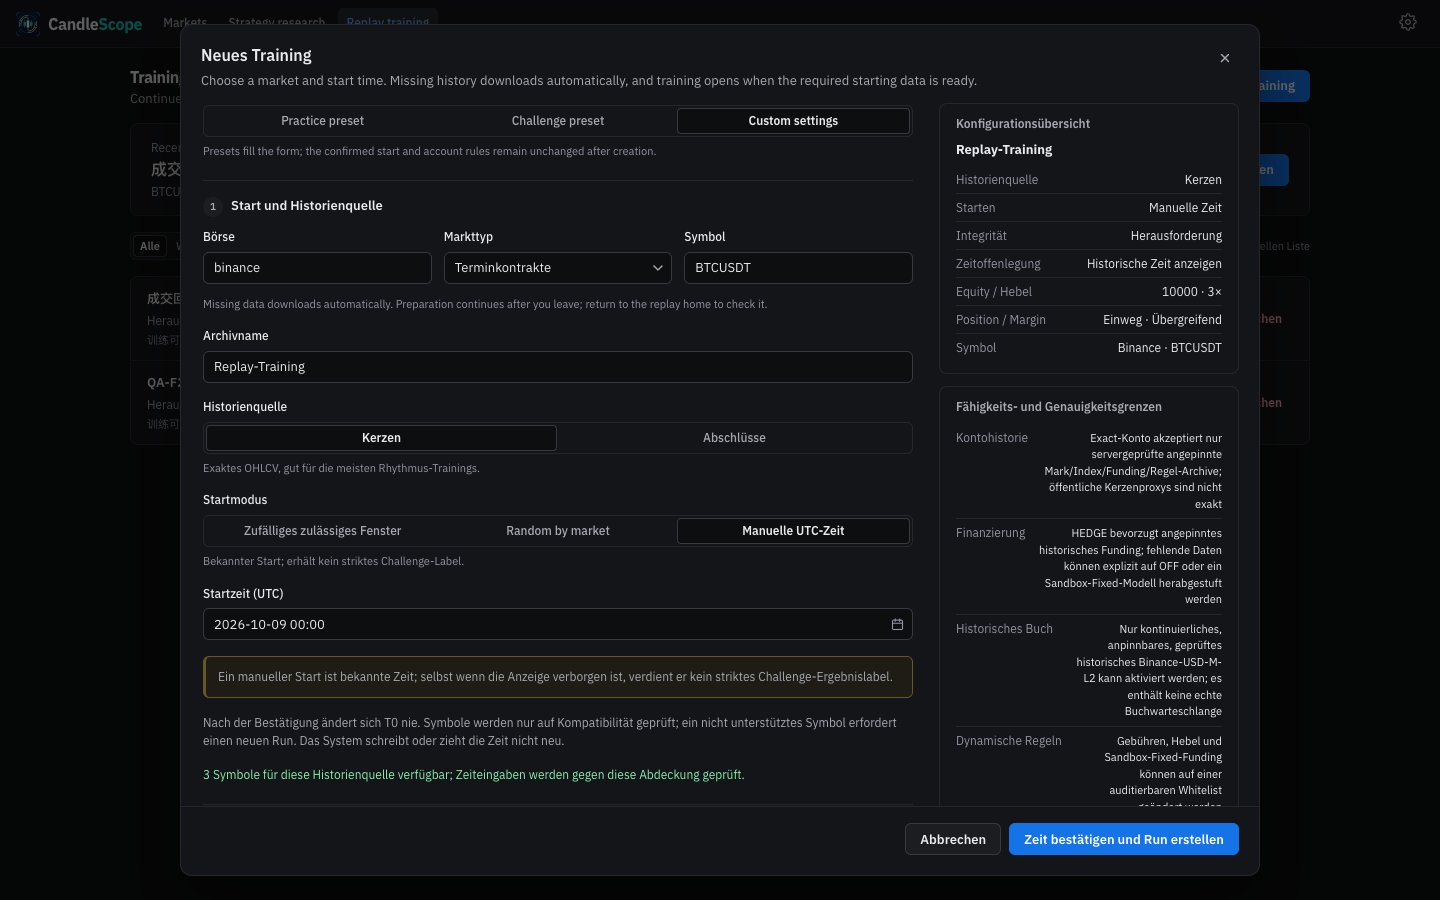 CandleScope
Markets
Strategy research
Replay training
Neues Training
Choose a market and start time. Missing history downloads automatically, and training opens when the required starting data is ready.
Practice preset
Challenge preset
Custom settings
Presets fill the form; the confirmed start and account rules remain unchanged after creation.
1 Start und Historienquelle
Börse
Markttyp
Symbol
binance
Terminkontrakte
BTCUSDT
Missing data downloads automatically. Preparation continues after you leave; return to the replay home to check it.
Archivname
Replay-Training
Historienquelle
Kerzen
Abschlüsse
Exaktes OHLCV, gut für die meisten Rhythmus-Trainings.
Startmodus
Zufälliges zulässiges Fenster
Random by market
Manuelle UTC-Zeit
Bekannter Start; erhält kein striktes Challenge-Label.
Startzeit (UTC)
2026-10-09 00:00
Ein manueller Start ist bekannte Zeit; selbst wenn die Anzeige verborgen ist, verdient er kein striktes Challenge-Ergebnislabel.
Nach der Bestätigung ändert sich T0 nie. Symbole werden nur auf Kompatibilität geprüft; ein nicht unterstütztes Symbol erfordert
einen neuen Run. Das System schreibt oder zieht die Zeit nicht neu.
3 Symbole für diese Historienquelle verfügbar; Zeiteingaben werden gegen diese Abdeckung geprüft.
Konfigurationsübersicht
Replay-Training
Historienquelle Kerzen
Starten Manuelle Zeit
Integrität Herausforderung
Zeitoffenlegung Historische Zeit anzeigen
Equity / Hebel 10000 · 3×
Position / Margin Einweg · Übergreifend
Symbol Binance · BTCUSDT
Fähigkeits- und Genauigkeitsgrenzen
Kontohistorie Exact-Konto akzeptiert nur
servergeprüfte angepinnte
Mark/Index/Funding/Regel-Archive;
öffentliche Kerzenproxys sind nicht
exakt
Finanzierung HEDGE bevorzugt angepinntes
historisches Funding; fehlende Daten
können explizit auf OFF oder ein
Sandbox-Fixed-Modell herabgestuft
werden
Historisches Buch Nur kontinuierliches,
anpinnbares, geprüftes
historisches Binance-USD-M-
L2 kann aktiviert werden; es
enthält keine echte
Buchwarteschlange
Dynamische Regeln Gebühren, Hebel und
Sandbox-Fixed-Funding
können auf einer
auditierbaren Whitelist
Abbrechen
Zeit bestätigen und Run erstellen
Alle